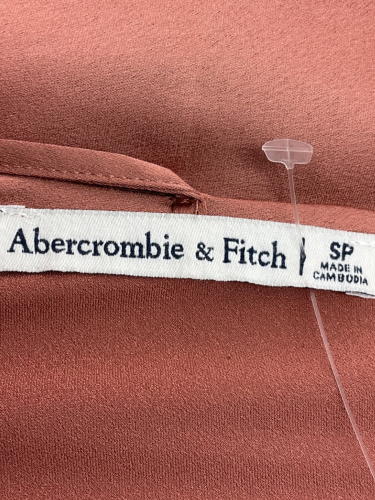 Abercrombie & Fitch
SP
MADE IN
CAMBODIA